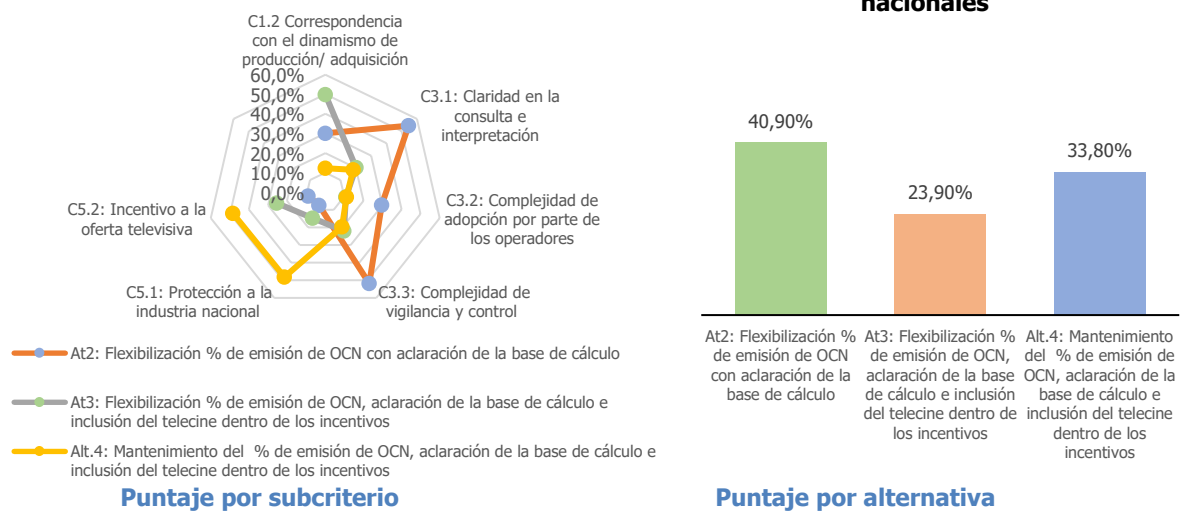 nacionales
C1.2 Correspondencia
con el dinamismo de
producción/ adquisición
60,0%
50,0%
40,0%
30,0%
20,0%
10,0%
0,0%
C3.1: Claridad en la
consulta e
interpretación
C3.2: Complejidad de
adopción por parte de
los operadores
C3.3: Complejidad de
vigilancia y control
C5.1: Protección a la
industria nacional
C5.2: Incentivo a la
oferta televisiva
At2: Flexibilización % de emisión de OCN con aclaración de la base de cálculo
At3: Flexibilización % de emisión de OCN, aclaración de la base de cálculo e
inclusión del telecine dentro de los incentivos
Alt.4: Mantenimiento del  % de emisión de OCN, aclaración de la base de cálculo e
inclusión del telecine dentro de los incentivos
Puntaje por subcriterio
40,90%
23,90%
33,80%
At2: Flexibilización %
de emisión de OCN
con aclaración de la
base de cálculo
At3: Flexibilización %
de emisión de OCN,
aclaración de la base
de cálculo e inclusión
del telecine dentro de
los incentivos
Alt.4: Mantenimiento
del  % de emisión de
OCN, aclaración de la
base de cálculo e
inclusión del telecine
dentro de los
incentivos
Puntaje por alternativa